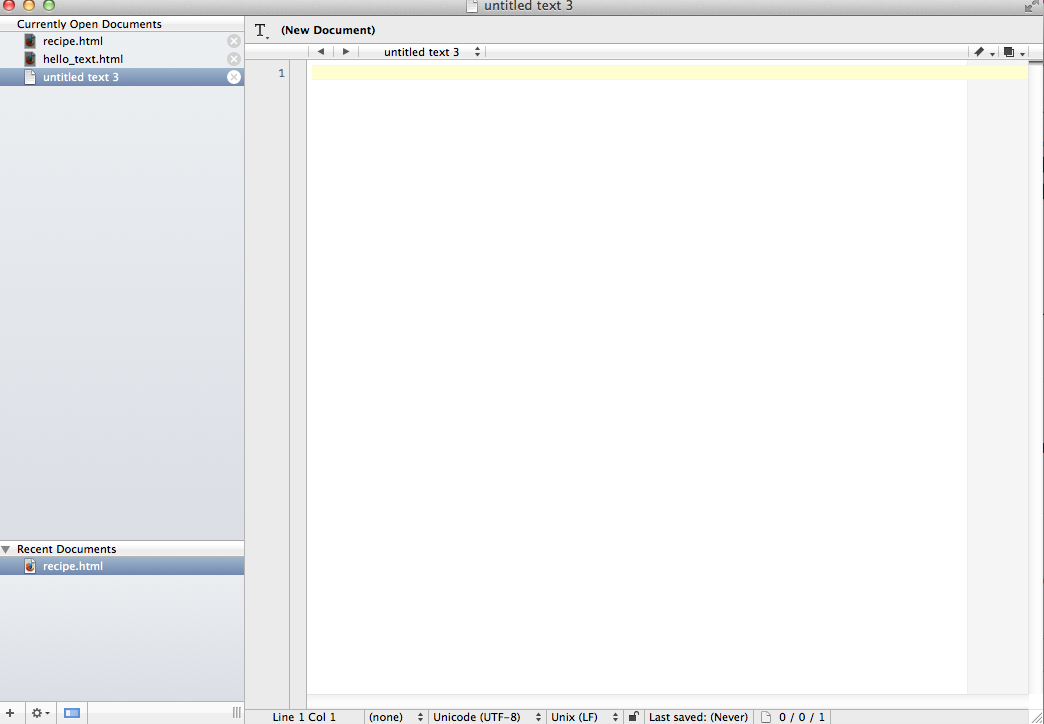 untitled text 3
Currently Open Documents
recipe.html
hello_text.html
untitled text 3
(New Document)
untitled text 3
1
Recent Documents
recipe.html
Line 1 Col 1 (none) Unicode (UTF-8) Unix (LF) Last saved: (Never) 0 / 0 / 1